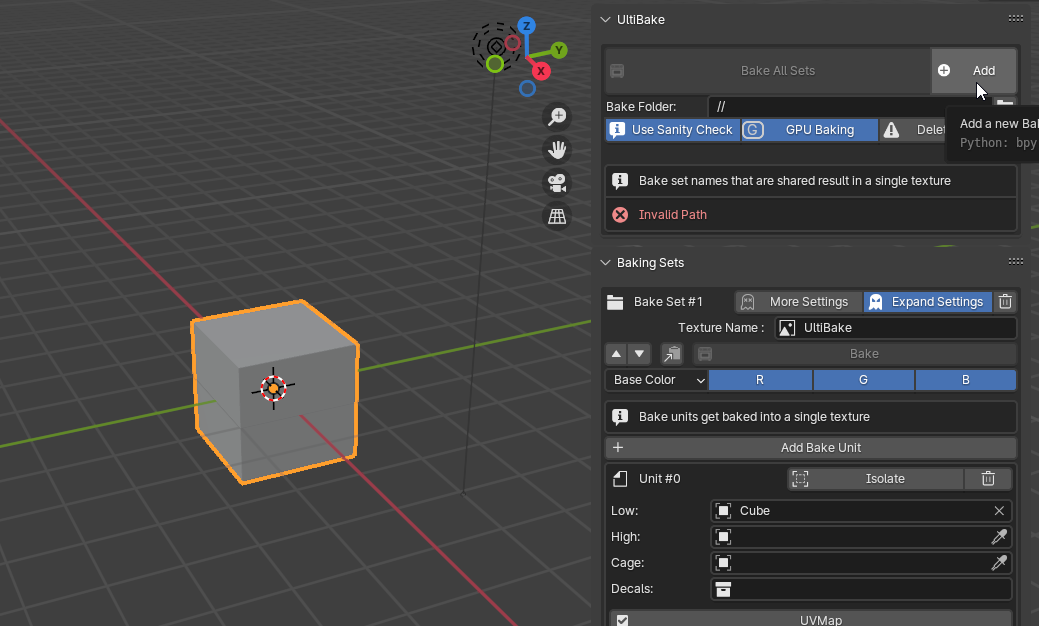 UltiBake
Z
Y
X
Bake All Sets
Add
Bake Folder: //
Add a new
Use Sanity Check
G
GPU Baking
Python: bpy
Bake set names that are shared result in a single texture
Invalid Path
Baking Sets
Bake Set #1
More Settings
Expand Settings
Texture Name : UltiBake
Bake
Base Color
R
G
B
Bake units get baked into a single texture
+ Add Bake Unit
Unit #0
Isolate
Low: Cube
High:
Cage:
Decals:
UVMap